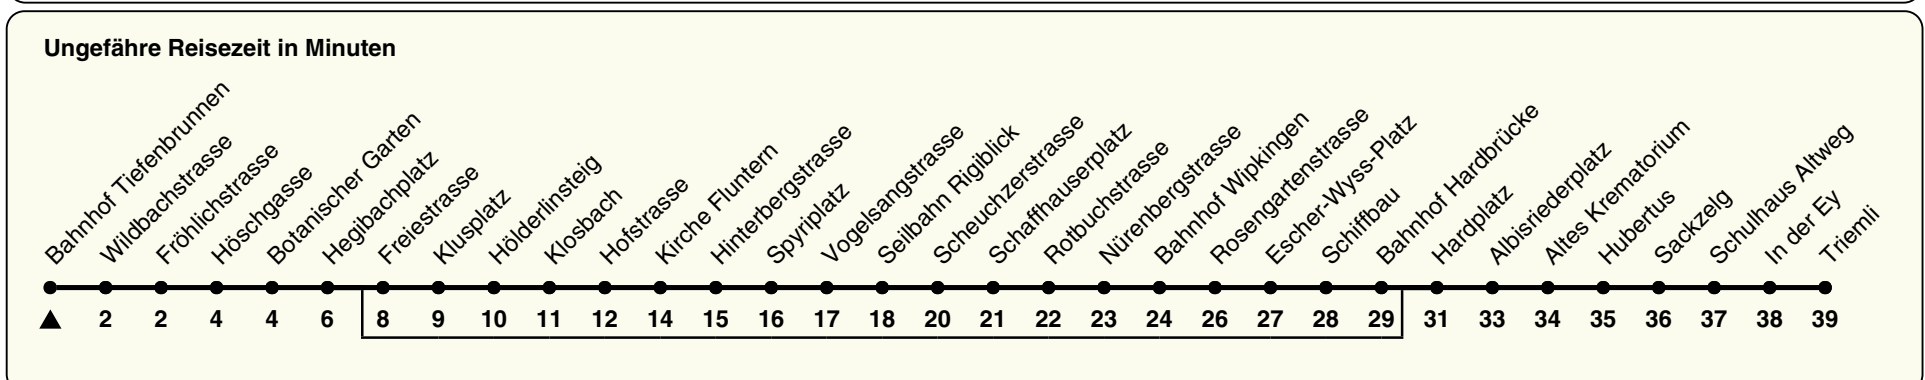 Ungefähre Reisezeit in Minuten
Bahnhof Tiefenbrunnen
Wildbachstrasse
Fröhlichstrasse
Höschgasse
Botanischer Garten
Hegibachplatz
Freiestrasse
Klusplatz
Hölderlinsteig
Klosbach
Hofstrasse
Kirche Fluntern
Hinterbergstrasse
Spyriplatz
Vogelsangstrasse
Seilbahn Rigiblick
Scheuchzerstrasse
Schaffhauserplatz
Rotbuchstrasse
Nürenbergstrasse
Bahnhof Wipkingen
Rosengartenstrasse
Escher-Wyss-Platz
Schiffbau
Bahnhof Hardbrücke
Hardplatz
Albisriederplatz
Altes Krematorium
Hubertus
Sackzelg
Schulhaus Altweg
In der Ey
Triemli
2 2 4 4 6 8 9 10 11 12 14 15 16 17 18 20 21 22 23 24 26 27 28 29 31 33 34 35 36 37 38 39